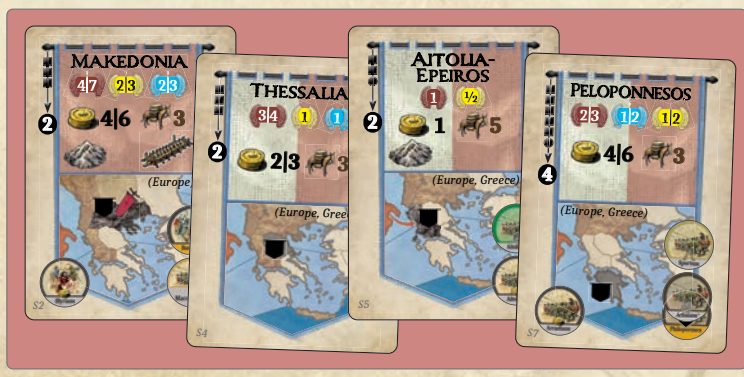 MAKEDONIA
4|7 2|3 2|3
2
4|6 3
(Europe,
S2
THESSALIA
3|4 1 1
2
2|3 3
(Europe, Gree
S4
AITOLIA-
EPEIROS
1 1/2
2
1 5
(Europe, Greece)
S5
PELOPONNESOS
2|3 1|2 1|2
4|6 3
4
(Europe, Greece)
S7